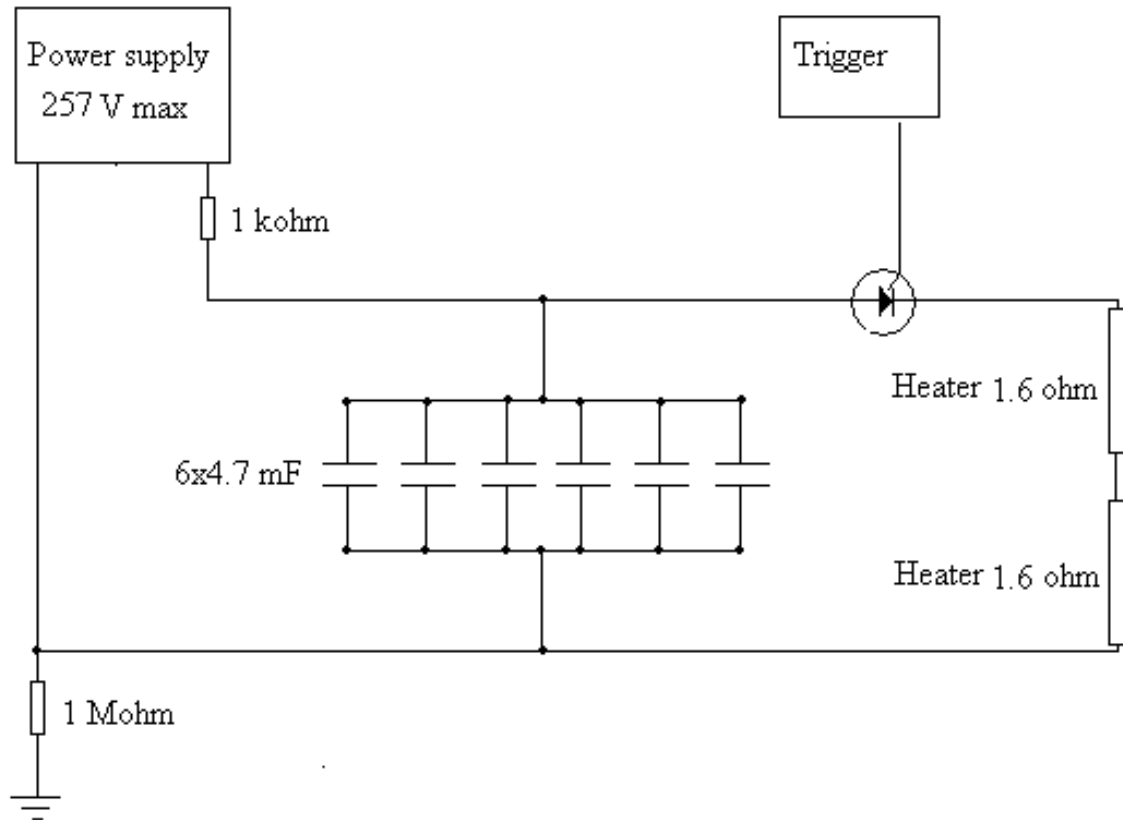 Power supply
257 V max
Trigger
1 kohm
Heater 1.6 ohm
6x4.7 mF
Heater 1.6 ohm
1 Mohm